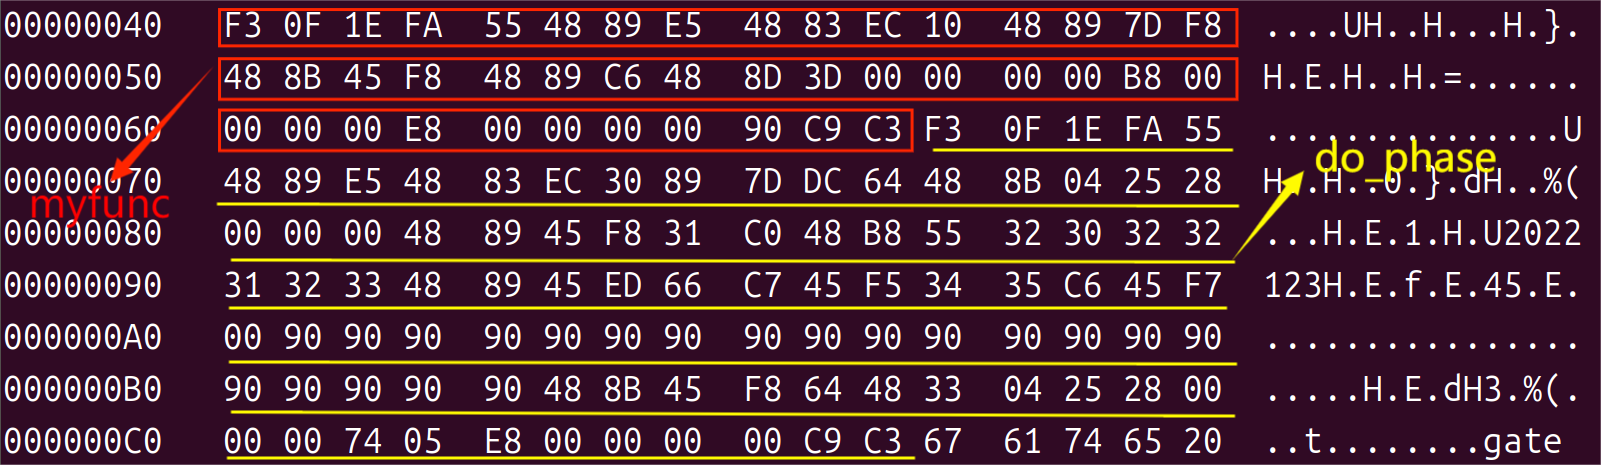 00000040 F3 0F 1E FA 55 48 89 E5 48 83 EC 10 48 89 7D F8 ....UH..H...H.}.
00000050 48 8B 45 F8 48 89 C6 48 8D 3D 00 00 00 00 B8 00 H.E.H..H.=......
00000060 00 00 00 E8 00 00 00 00 90 C9 C3 F3 0F 1E FA 55 ...............U
do_phase
00000070 48 89 E5 48 83 EC 30 89 7D DC 64 48 8B 04 25 28 H..H..0.}.dH..%(
myfunc
00000080 00 00 00 48 89 45 F8 31 C0 48 B8 55 32 30 32 32 ...H.E.1.H.U2022
00000090 31 32 33 48 89 45 ED 66 C7 45 F5 34 35 C6 45 F7 123H.E.f.E.45.E.
000000A0 00 90 90 90 90 90 90 90 90 90 90 90 90 90 90 90 ................
000000B0 90 90 90 90 90 48 8B 45 F8 64 48 33 04 25 28 00 .....H.E.dH3.%(.
000000C0 00 00 74 05 E8 00 00 00 00 C9 C3 67 61 74 65 20 ..t........gate